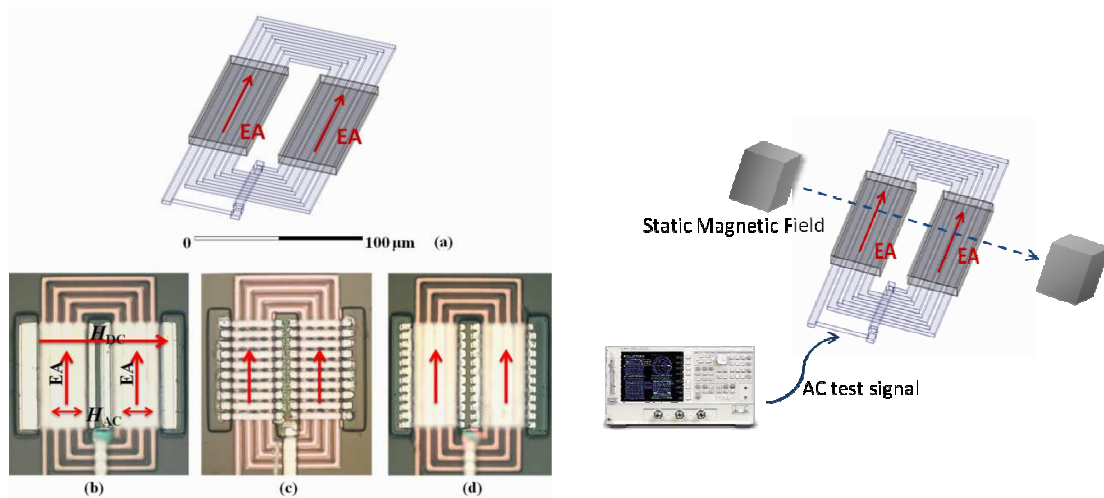 EA
EA
0 100 µm (a)
H_DC
EA
EA
H_AC
(b)
(c)
(d)
Static Magnetic Field
EA
EA
AC test signal